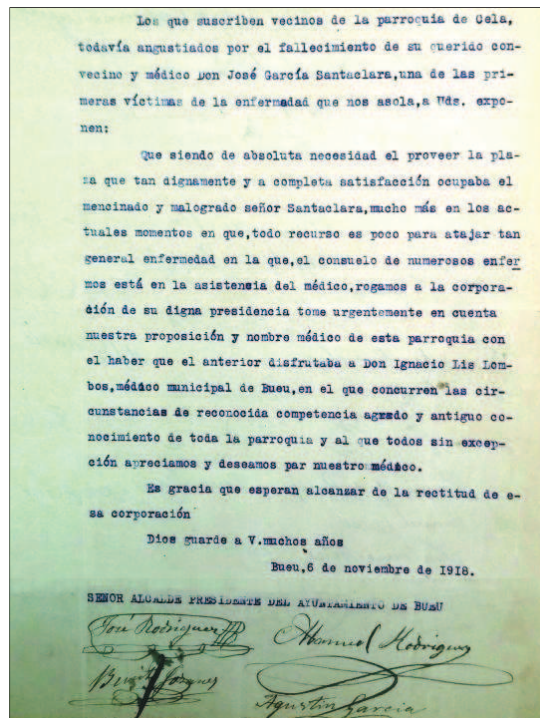 Los que suscriben vecinos de la parroquia de Cela,
todavía angustiados por el fallecimiento de su querido con-
vecino y médico Don José García Santaclara,una de las pri-
meras víctimas de la enfermadad que nos asola,a Uds. expo-
nen:
Que siendo de absoluta necesidad el proveer la pla-
za que tan dignamente y a completa satisfacción ocupaba el
mencinado y malogrado señor Santaclara,mucho más en los ac-
tuales momentos en que,todo recurso es poco para atajar tan
general enfermedad en la que,el consuelo de numerosos enfer
mos está en la asistencia del médico,rogamos a la corpora-
ción de su digna presidencia tome urgentemente en cuenta
nuestra proposición y nombre médico de esta parroquia con
el haber que el anterior disfrutaba a Don Ignacio Lis Lom-
bos,médico municipal de Bueu,en el que concurren las cir-
cunstancias de reconocida competencia agrado y antiguo co-
nocimiento de toda la parroquia y al que todos sin excep-
ción apreciamos y deseamos par nuestro médico.
Es gracia que esperan alcanzar de la rectitud de e-
sa corporación
Dios guarde a V.muchos años
Bueu,6 de noviembre de 1918.
SEÑOR ALCALDE PRESIDENTE DEL AYUNTAMIENTO DE BUEU
José Rodriguez Manuel Rodriguez
Agustin Garcia